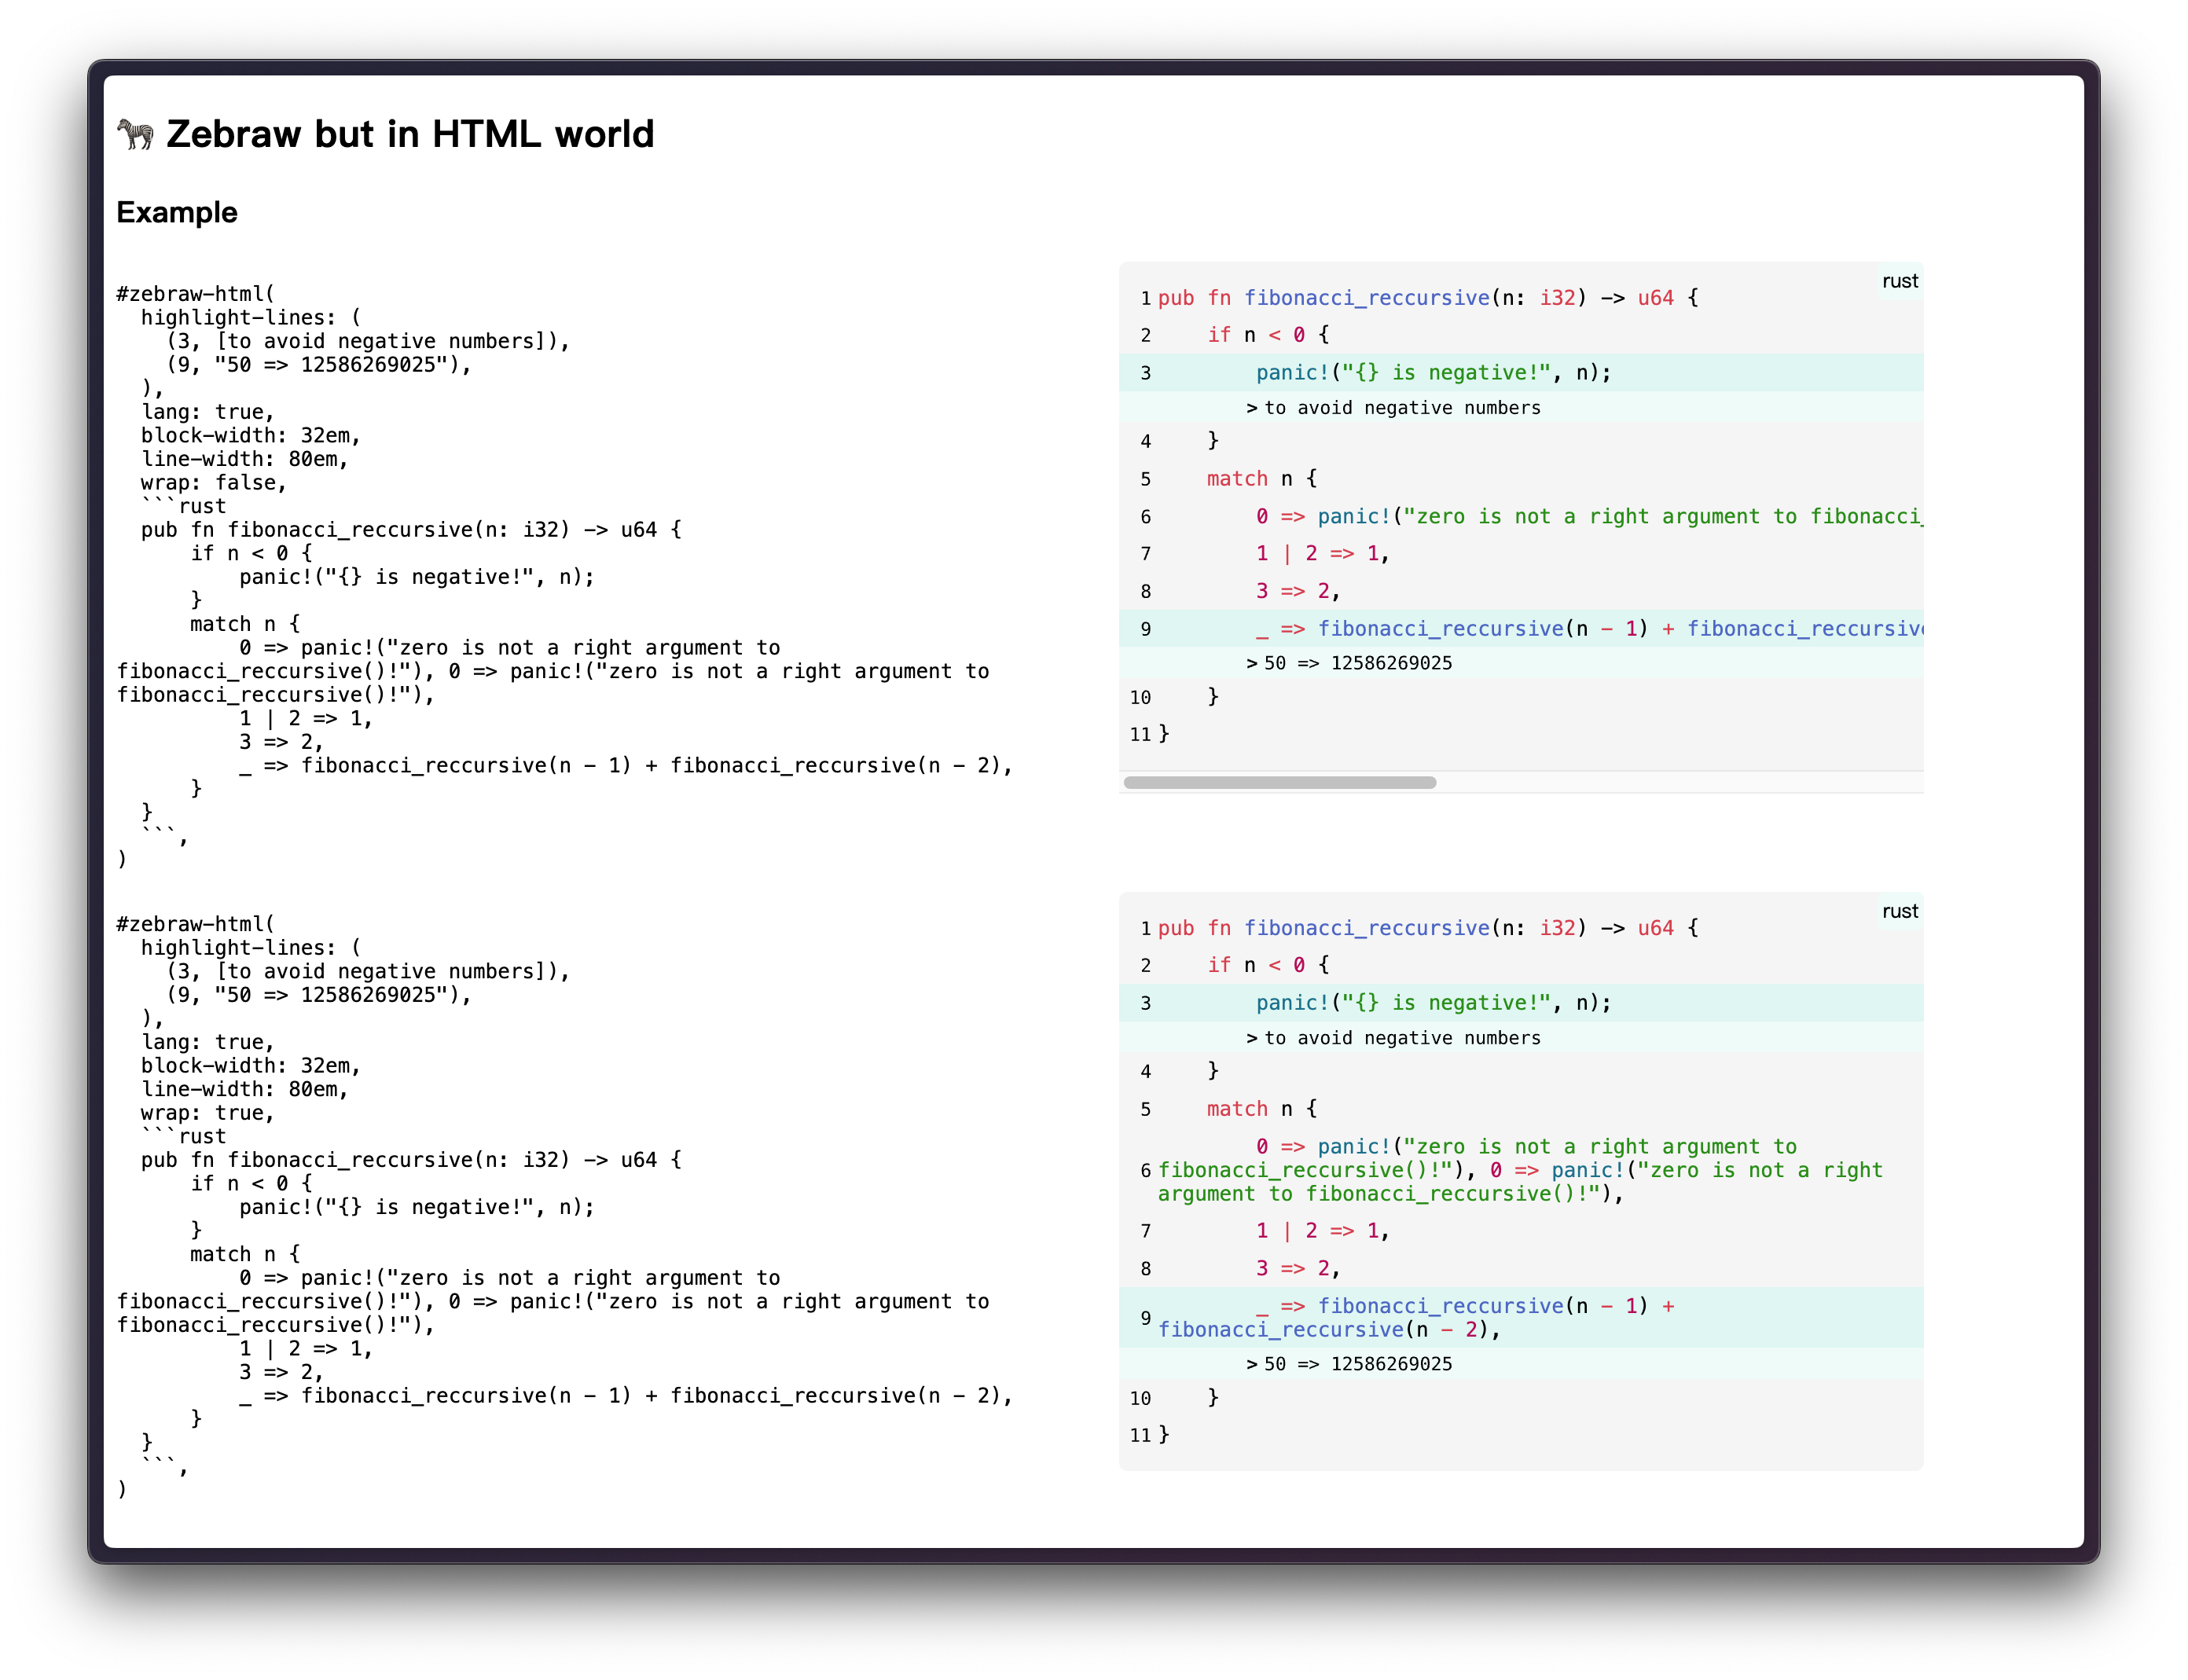 🦓 Zebraw but in HTML world
Example
#zebraw-html(
  highlight-lines: (
    (3, [to avoid negative numbers]),
    (9, "50 => 12586269025"),
  ),
  lang: true,
  block-width: 32em,
  line-width: 80em,
  wrap: false,
  ```rust
  pub fn fibonacci_reccursive(n: i32) -> u64 {
      if n < 0 {
          panic!("{} is negative!", n);
      }
      match n {
          0 => panic!("zero is not a right argument to
fibonacci_reccursive()!"), 0 => panic!("zero is not a right argument to
fibonacci_reccursive()!"),
          1 | 2 => 1,
          3 => 2,
          _ => fibonacci_reccursive(n - 1) + fibonacci_reccursive(n - 2),
      }
  }
  ```,
)
rust
1 pub fn fibonacci_reccursive(n: i32) -> u64 {
2     if n < 0 {
3         panic!("{} is negative!", n);
> to avoid negative numbers
4     }
5     match n {
6         0 => panic!("zero is not a right argument to fibonacci_
7         1 | 2 => 1,
8         3 => 2,
9         _ => fibonacci_reccursive(n - 1) + fibonacci_reccursive
> 50 => 12586269025
10     }
11 }
#zebraw-html(
  highlight-lines: (
    (3, [to avoid negative numbers]),
    (9, "50 => 12586269025"),
  ),
  lang: true,
  block-width: 32em,
  line-width: 80em,
  wrap: true,
  ```rust
  pub fn fibonacci_reccursive(n: i32) -> u64 {
      if n < 0 {
          panic!("{} is negative!", n);
      }
      match n {
          0 => panic!("zero is not a right argument to
fibonacci_reccursive()!"), 0 => panic!("zero is not a right argument to
fibonacci_reccursive()!"),
          1 | 2 => 1,
          3 => 2,
          _ => fibonacci_reccursive(n - 1) + fibonacci_reccursive(n - 2),
      }
  }
  ```,
)
rust
1 pub fn fibonacci_reccursive(n: i32) -> u64 {
2     if n < 0 {
3         panic!("{} is negative!", n);
> to avoid negative numbers
4     }
5     match n {
          0 => panic!("zero is not a right argument to
6 fibonacci_reccursive()!"), 0 => panic!("zero is not a right
argument to fibonacci_reccursive()!"),
7         1 | 2 => 1,
8         3 => 2,
9         _ => fibonacci_reccursive(n - 1) +
fibonacci_reccursive(n - 2),
> 50 => 12586269025
10     }
11 }